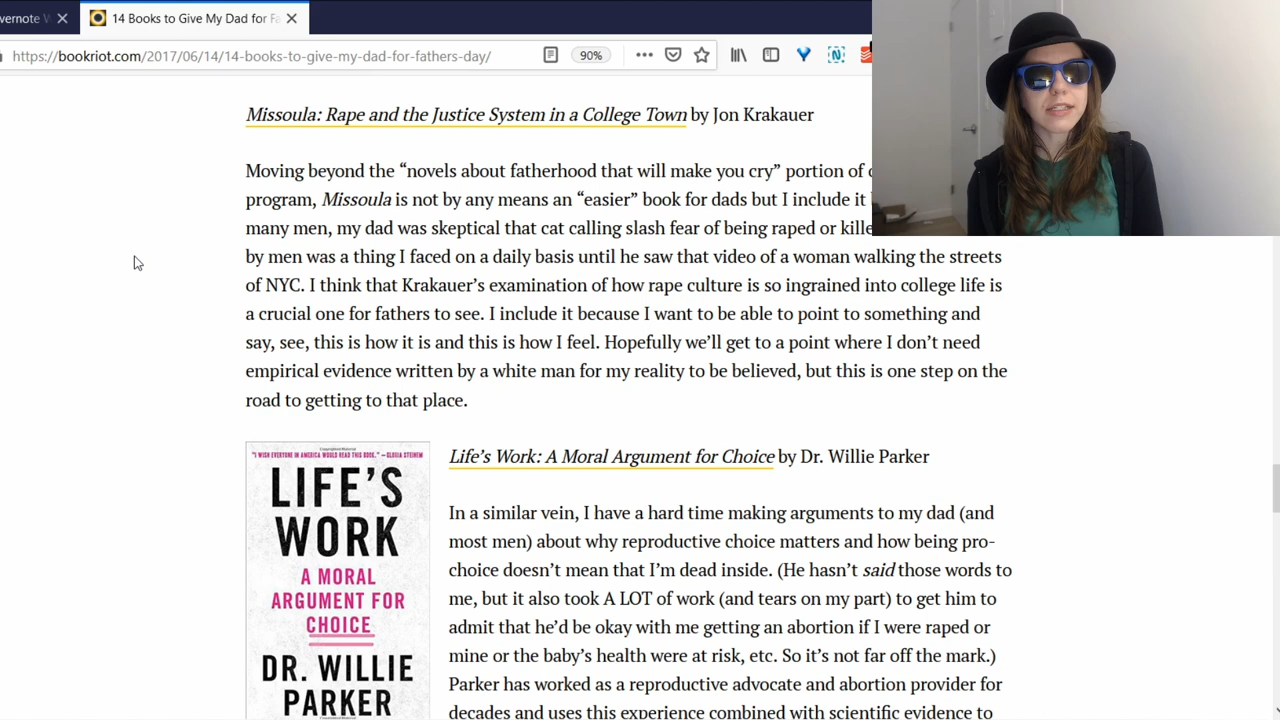 vernote W
14 Books to Give My Dad for Fa
https://bookriot.com/2017/06/14/14-books-to-give-my-dad-for-fathers-day/
90%
Missoula: Rape and the Justice System in a College Town by Jon Krakauer
Moving beyond the “novels about fatherhood that will make you cry” portion of
program, Missoula is not by any means an “easier” book for dads but I include it
many men, my dad was skeptical that cat calling slash fear of being raped or kille
by men was a thing I faced on a daily basis until he saw that video of a woman walking the streets
of NYC. I think that Krakauer’s examination of how rape culture is so ingrained into college life is
a crucial one for fathers to see. I include it because I want to be able to point to something and
say, see, this is how it is and this is how I feel. Hopefully we’ll get to a point where I don’t need
empirical evidence written by a white man for my reality to be believed, but this is one step on the
road to getting to that place.
"I WISH EVERYONE IN AMERICA WOULD READ THIS BOOK." —GLORIA STEINEM
LIFE’S
WORK
A MORAL
ARGUMENT FOR
CHOICE
DR. WILLIE
PARKER
Life’s Work: A Moral Argument for Choice by Dr. Willie Parker
In a similar vein, I have a hard time making arguments to my dad (and
most men) about why reproductive choice matters and how being pro-
choice doesn’t mean that I’m dead inside. (He hasn’t said those words to
me, but it also took A LOT of work (and tears on my part) to get him to
admit that he’d be okay with me getting an abortion if I were raped or
mine or the baby’s health were at risk, etc. So it’s not far off the mark.)
Parker has worked as a reproductive advocate and abortion provider for
decades and uses this experience combined with scientific evidence to